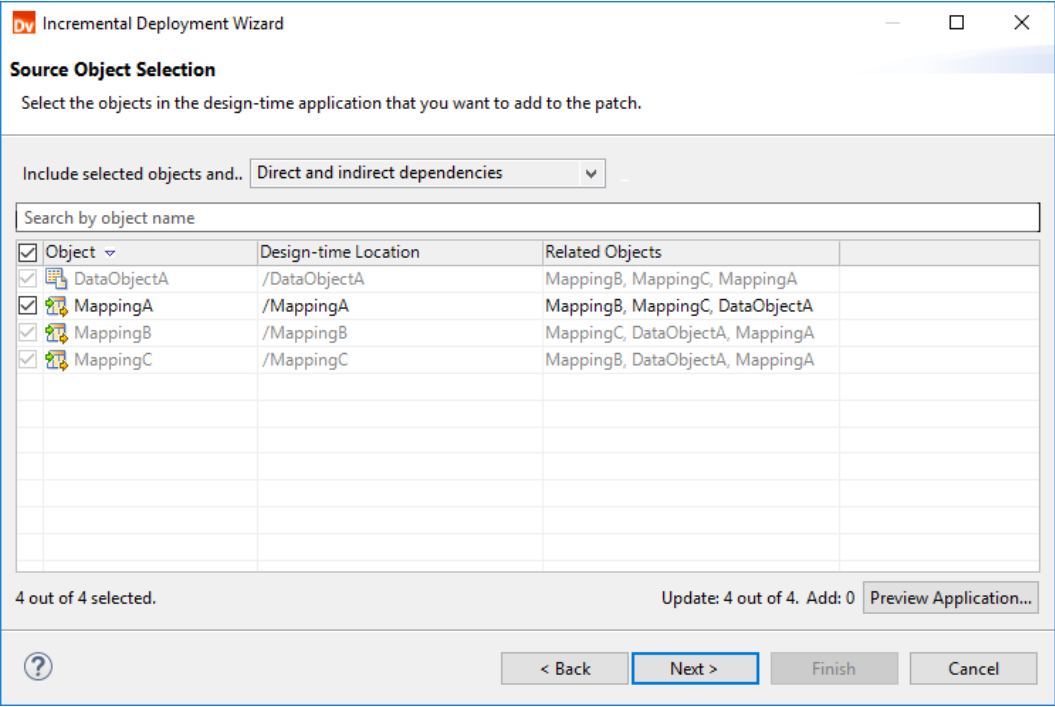 Dv Incremental Deployment Wizard
Source Object Selection
Select the objects in the design-time application that you want to add to the patch.
Include selected objects and.. Direct and indirect dependencies
Search by object name
Object Design-time Location Related Objects
DataObjectA /DataObjectA MappingB, MappingC, MappingA
MappingA /MappingA MappingB, MappingC, DataObjectA
MappingB /MappingB MappingC, DataObjectA, MappingA
MappingC /MappingC MappingB, DataObjectA, MappingA
4 out of 4 selected. Update: 4 out of 4. Add: 0 Preview Application...
? < Back Next > Finish Cancel